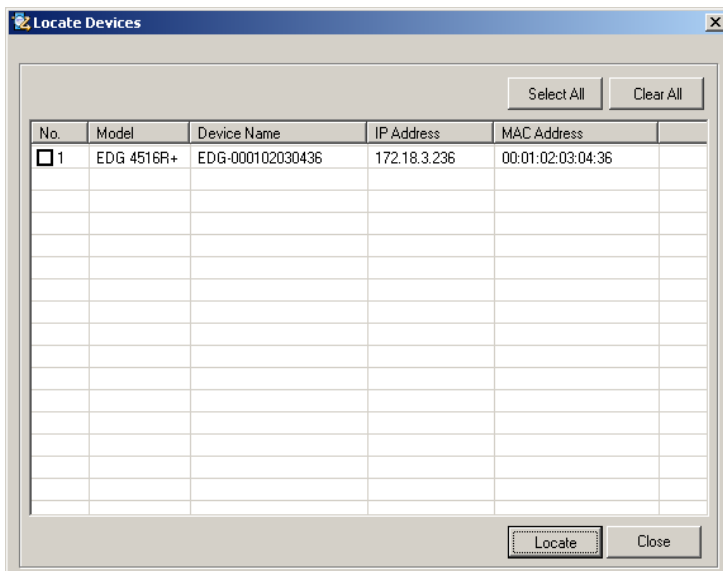 Locate Devices
Select All Clear All
No. Model Device Name IP Address MAC Address
1 EDG 4516R+ EDG-000102030436 172.18.3.236 00:01:02:03:04:36
Locate Close